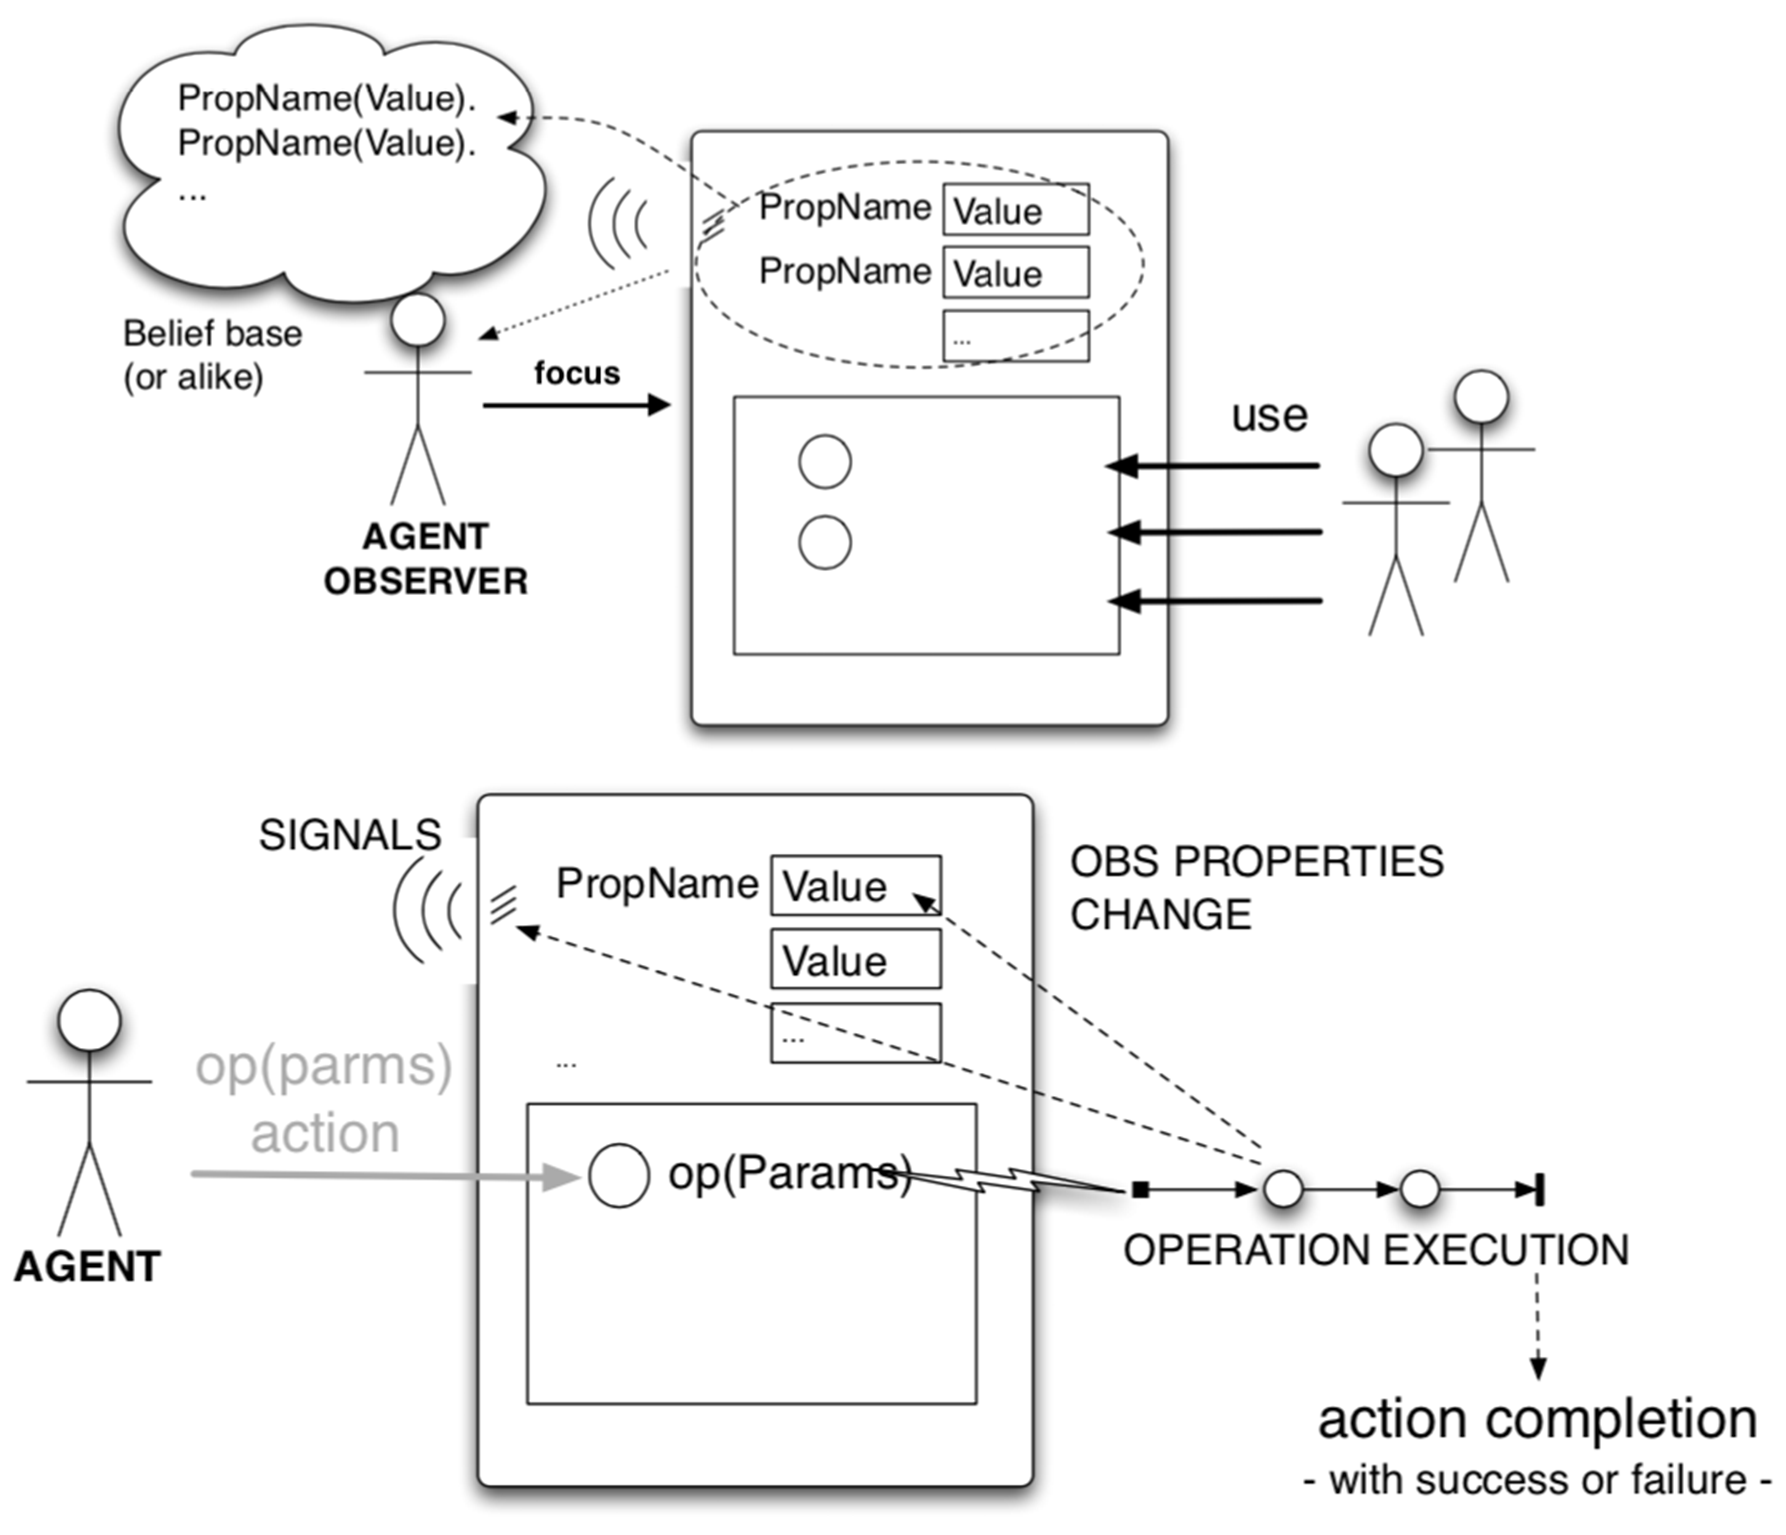 PropName(Value).
PropName(Value).
...
Belief base
(or alike)
AGENT
OBSERVER
focus
PropName Value
PropName Value
...
use
SIGNALS
PropName Value
Value
...
...
OBS PROPERTIES
CHANGE
AGENT
op(parms)
action
op(Params)
OPERATION EXECUTION
action completion
- with success or failure -